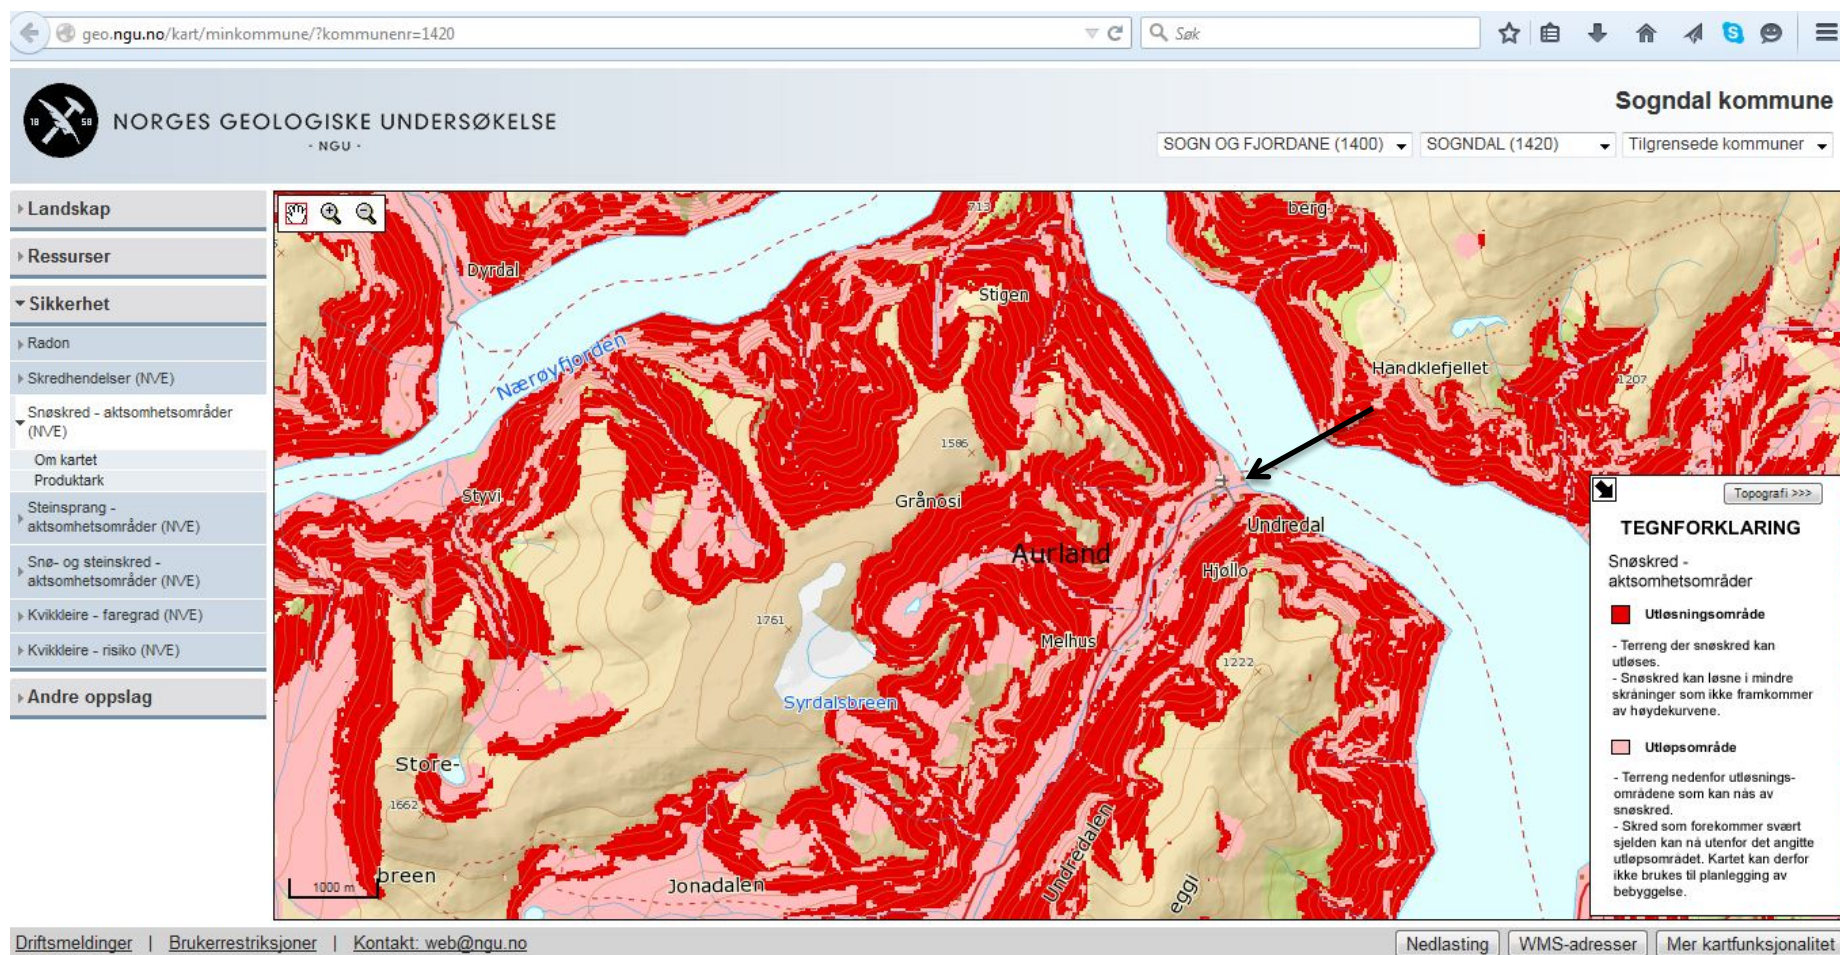 geo.ngu.no/kart/minkommune/?kommunenr=1420
Søk
18 58
NORGES GEOLOGISKE UNDERSØKELSE
- NGU -
Sogndal kommune
SOGN OG FJORDANE (1400)
SOGNDAL (1420)
Tilgrensede kommuner
Landskap
Ressurser
Sikkerhet
Radon
Skredhendelser (NVE)
Snøskred - aktsomhetsområder
(NVE)
Om kartet
Produktark
Steinsprang -
aktsomhetsområder (NVE)
Snø- og steinskred -
aktsomhetsområder (NVE)
Kvikkleire - faregrad (NVE)
Kvikkleire - risiko (NVE)
Andre oppslag
713
berg
Dyrdal
Stigen
Nærøyfjorden
Handklefjellet
1207
1586
Styvi
Grånosi
Undredal
Aurland
Hjøllo
1761
Melhus
1222
Syrdalsbreen
Store-
1662
breen
Jonadalen
Undredalen
eggi
1000 m
Topografi >>>
TEGNFORKLARING
Snøskred -
aktsomhetsområder
Utløsningsområde
- Terreng der snøskred kan
utløses.
- Snøskred kan løsne i mindre
skråninger som ikke framkommer
av høydekurvene.
Utløpsområde
- Terreng nedenfor utløsnings-
områdene som kan nås av
snøskred.
- Skred som forekommer svært
sjelden kan nå utenfor det angitte
utløpsområdet. Kartet kan derfor
ikke brukes til planlegging av
bebyggelse.
Driftsmeldinger | Brukerrestriksjoner | Kontakt: web@ngu.no
Nedlasting
WMS-adresser
Mer kartfunksjonalitet